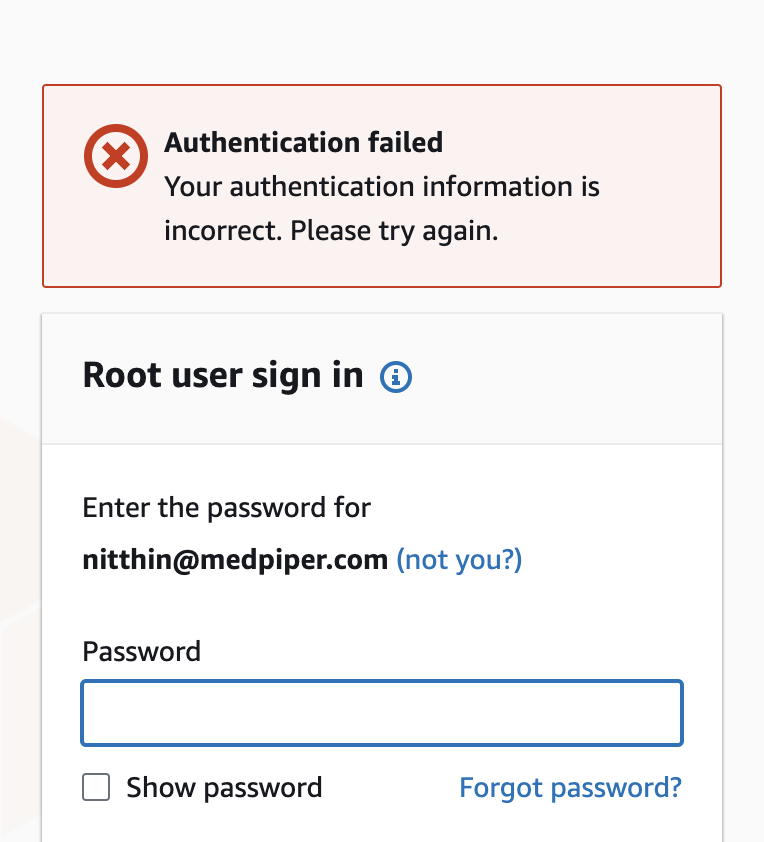 Authentication failed
Your authentication information is
incorrect. Please try again.
Root user sign in
Enter the password for
nitthin@medpiper.com (not you?)
Password
Show password Forgot password?